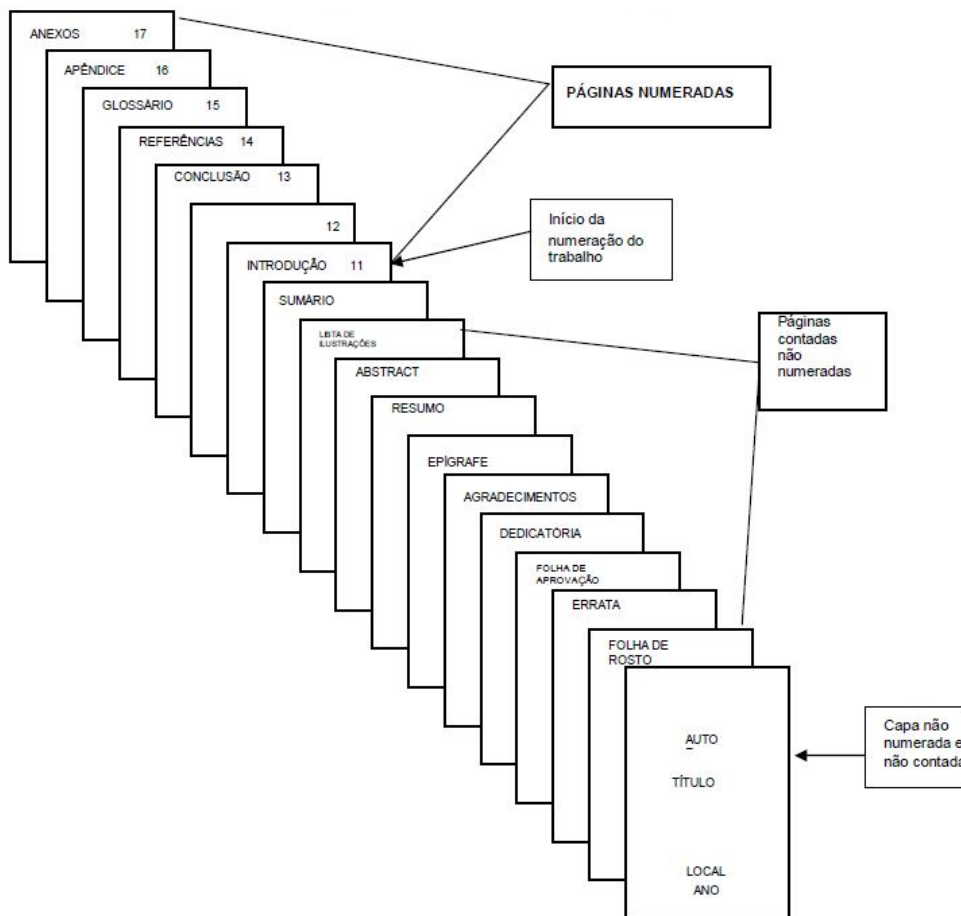 ANEXOS 17
APÊNDICE 16
GLOSSÁRIO 15
REFERÊNCIAS 14
CONCLUSÃO 13
12
INTRODUÇÃO 11
SUMÁRIO
LISTA DE
ILUSTRAÇÕES
ABSTRACT
RESUMO
EPÍGRAFE
AGRADECIMENTOS
DEDICATÓRIA
FOLHA DE
APROVAÇÃO
ERRATA
FOLHA DE
ROSTO
AUTO
TÍTULO
LOCAL
ANO
PÁGINAS NUMERADAS
Início da
numeração do
trabalho
Páginas
contadas
não
numeradas
Capa não
numerada e
não contada